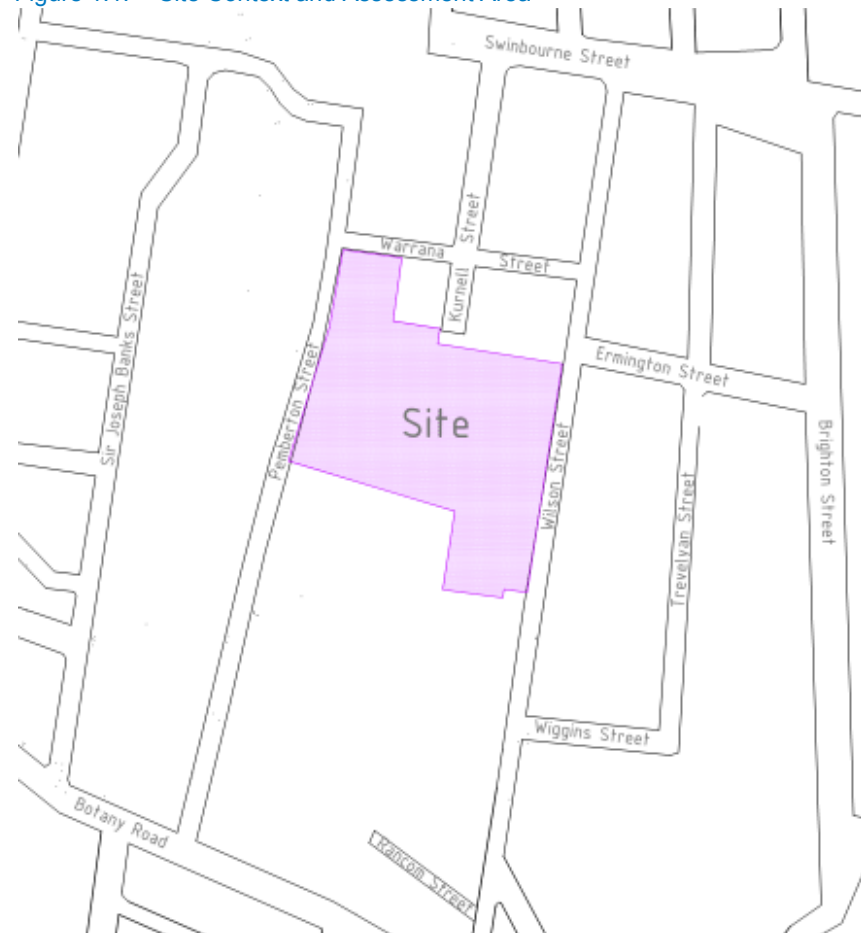 Swinbourne Street
Warrana
Street
Street
Kurnell
Sir Joseph Banks Street
Pemberton Street
Ermington Street
Site
Wilson Street
Brighton Street
Trevelyan Street
Wiggins Street
Botany Road
Rancom Street